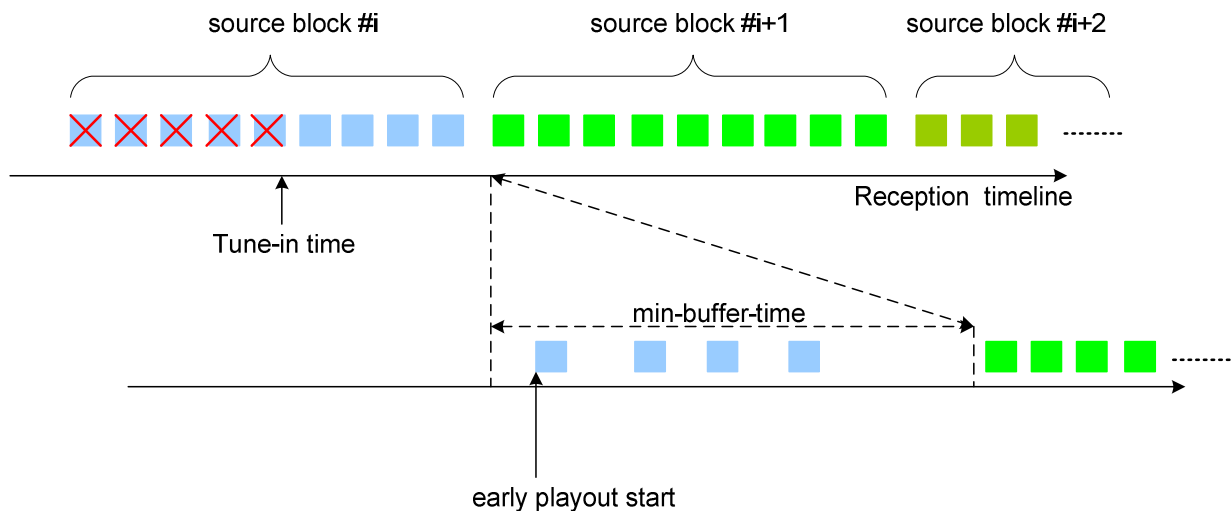 source block #i
source block #i+1
source block #i+2
Reception timeline
Tune-in time
min-buffer-time
early playout start